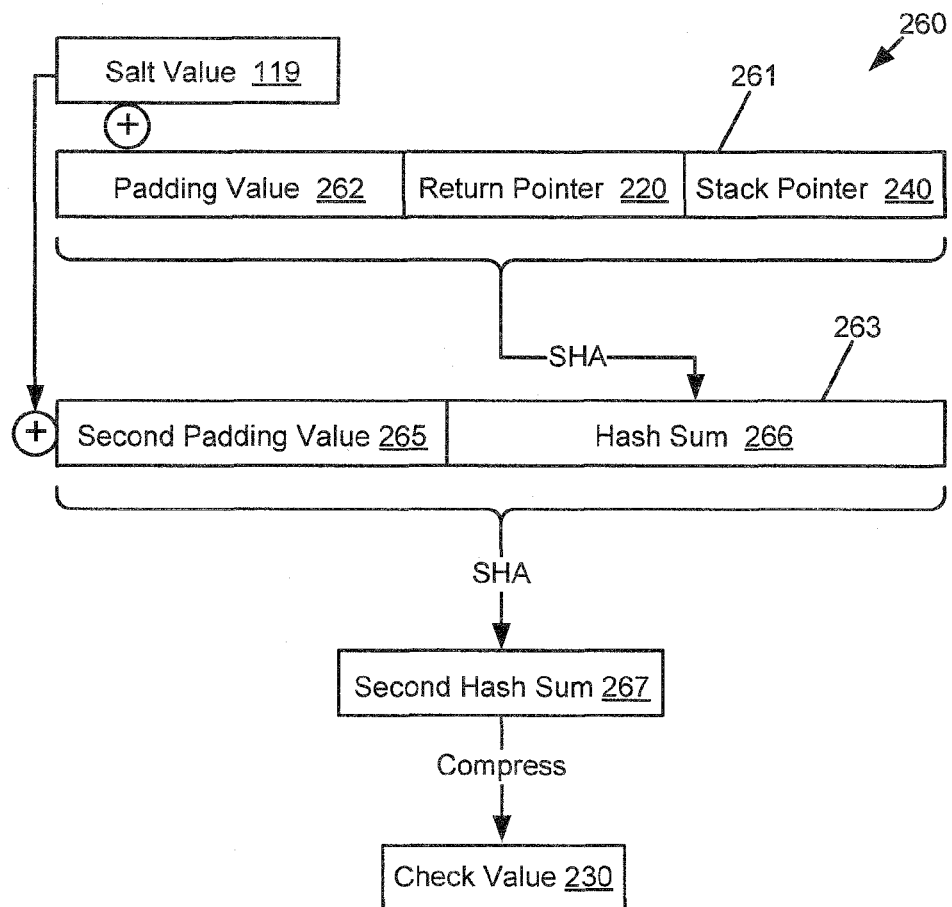 260
Salt Value 119
261
+
Padding Value 262 Return Pointer 220 Stack Pointer 240
263
SHA
+
Second Padding Value 265 Hash Sum 266
SHA
Second Hash Sum 267
Compress
Check Value 230